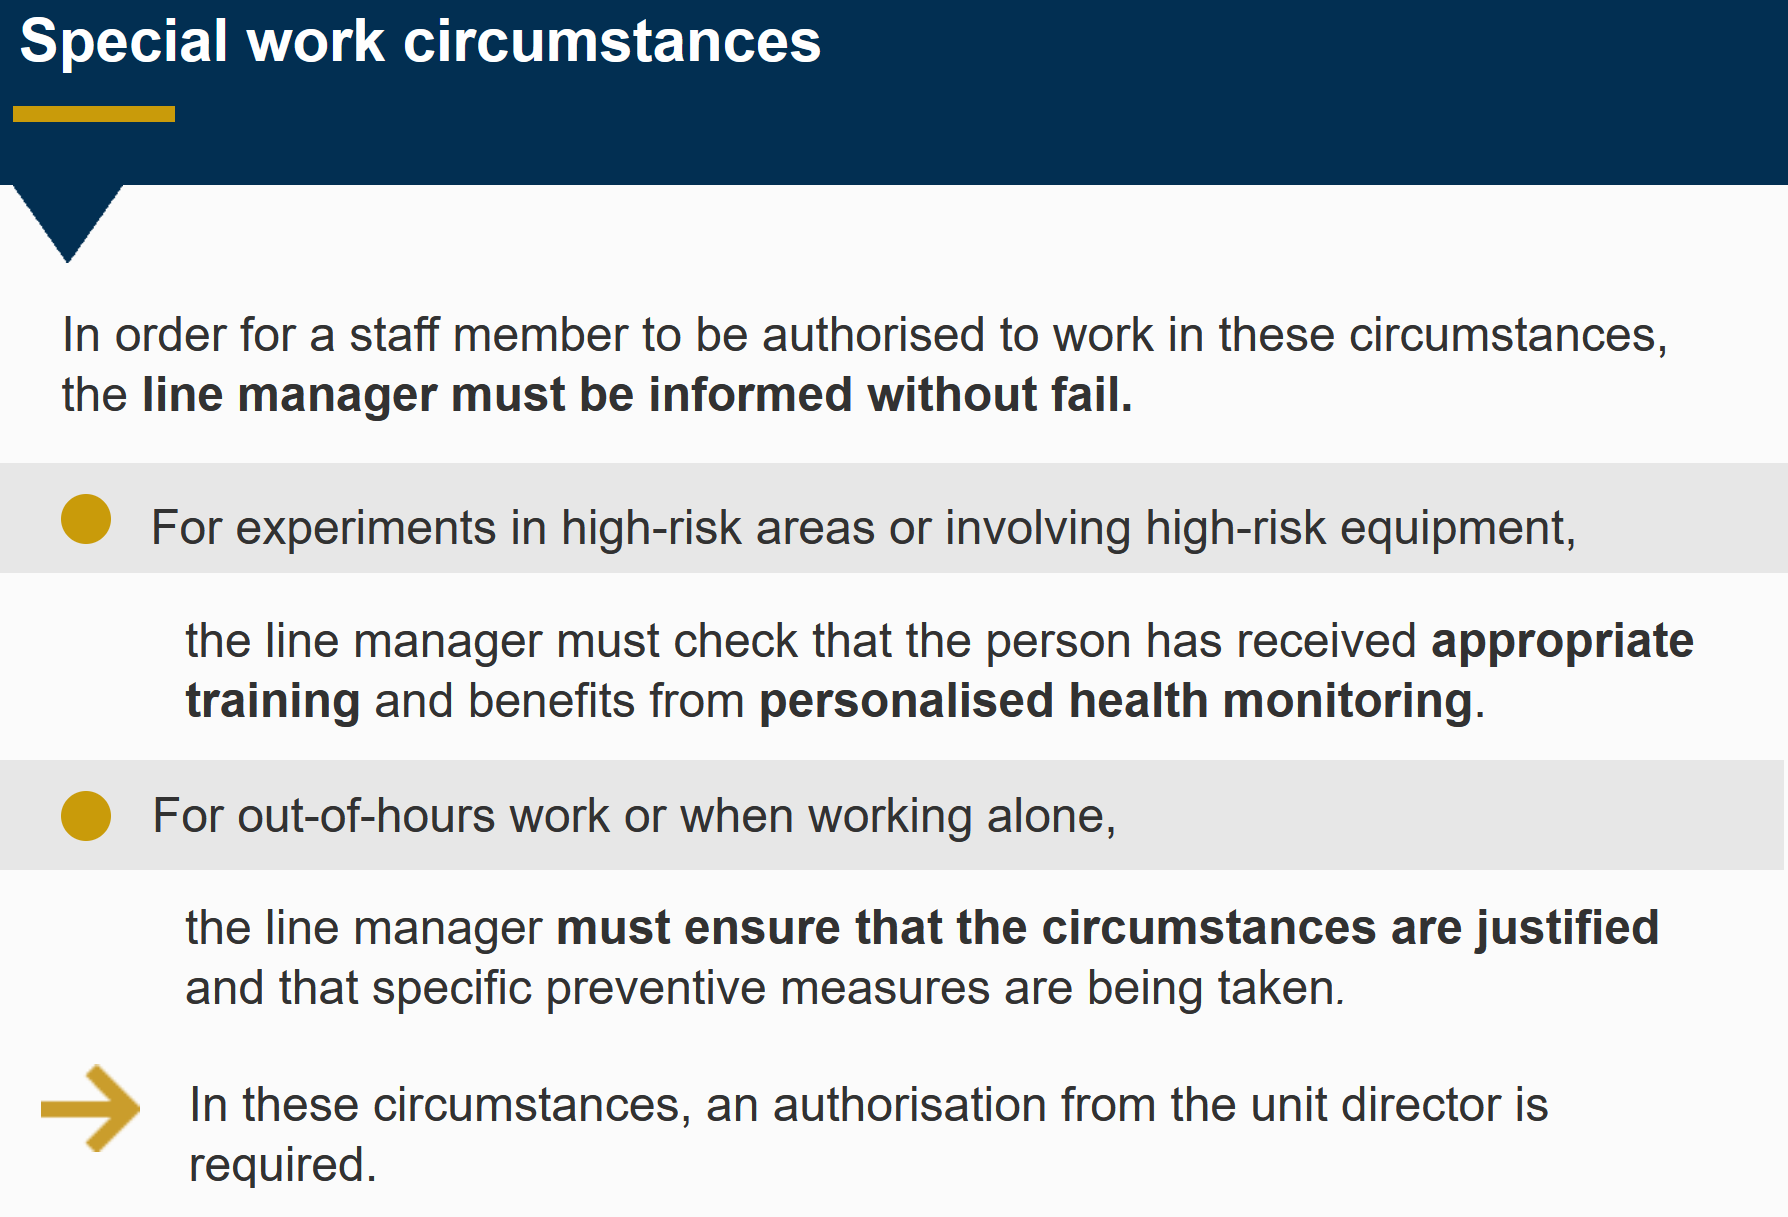 Special work circumstances
In order for a staff member to be authorised to work in these circumstances,
the line manager must be informed without fail.
For experiments in high-risk areas or involving high-risk equipment,
the line manager must check that the person has received appropriate
training and benefits from personalised health monitoring.
For out-of-hours work or when working alone,
the line manager must ensure that the circumstances are justified
and that specific preventive measures are being taken.
In these circumstances, an authorisation from the unit director is
required.